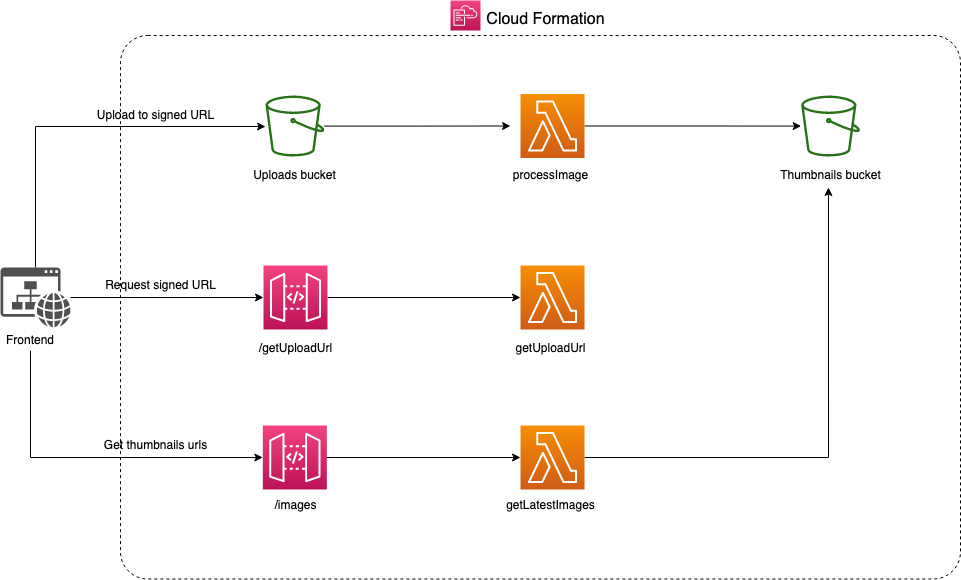 Cloud Formation
Upload to signed URL
Uploads bucket
processImage
Thumbnails bucket
Request signed URL
Frontend
/getUploadUrl
getUploadUrl
Get thumbnails urls
/images
getLatestImages